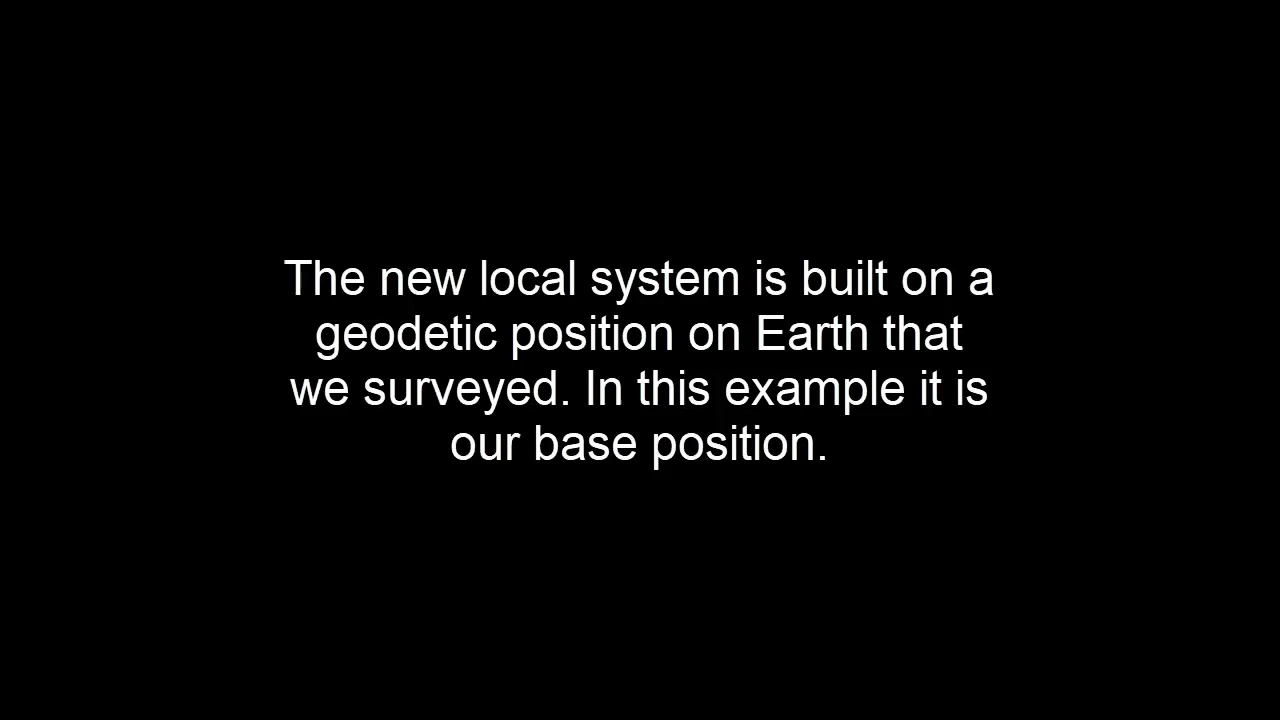 The new local system is built on a
geodetic position on Earth that
we surveyed. In this example it is
our base position.